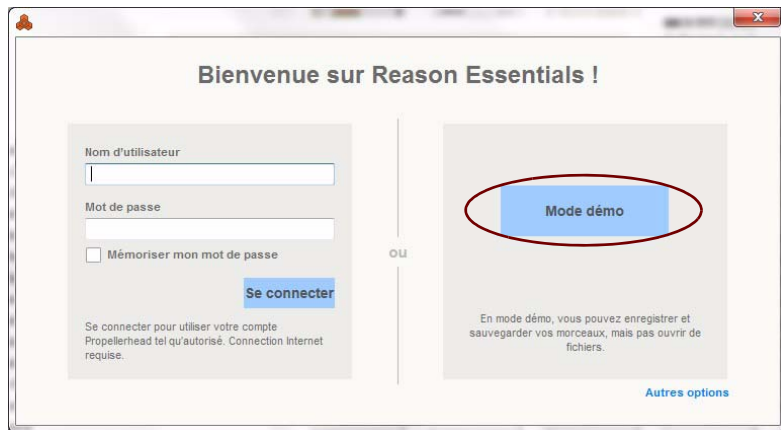 Bienvenue sur Reason Essentials !
Nom d'utilisateur
Mot de passe
Mémoriser mon mot de passe
Se connecter
Se connecter pour utiliser votre compte
Propellerhead tel qu'autorisé. Connection Internet
requise.
ou
Mode démo
En mode démo, vous pouvez enregistrer et
sauvegarder vos morceaux, mais pas ouvrir de
fichiers.
Autres options